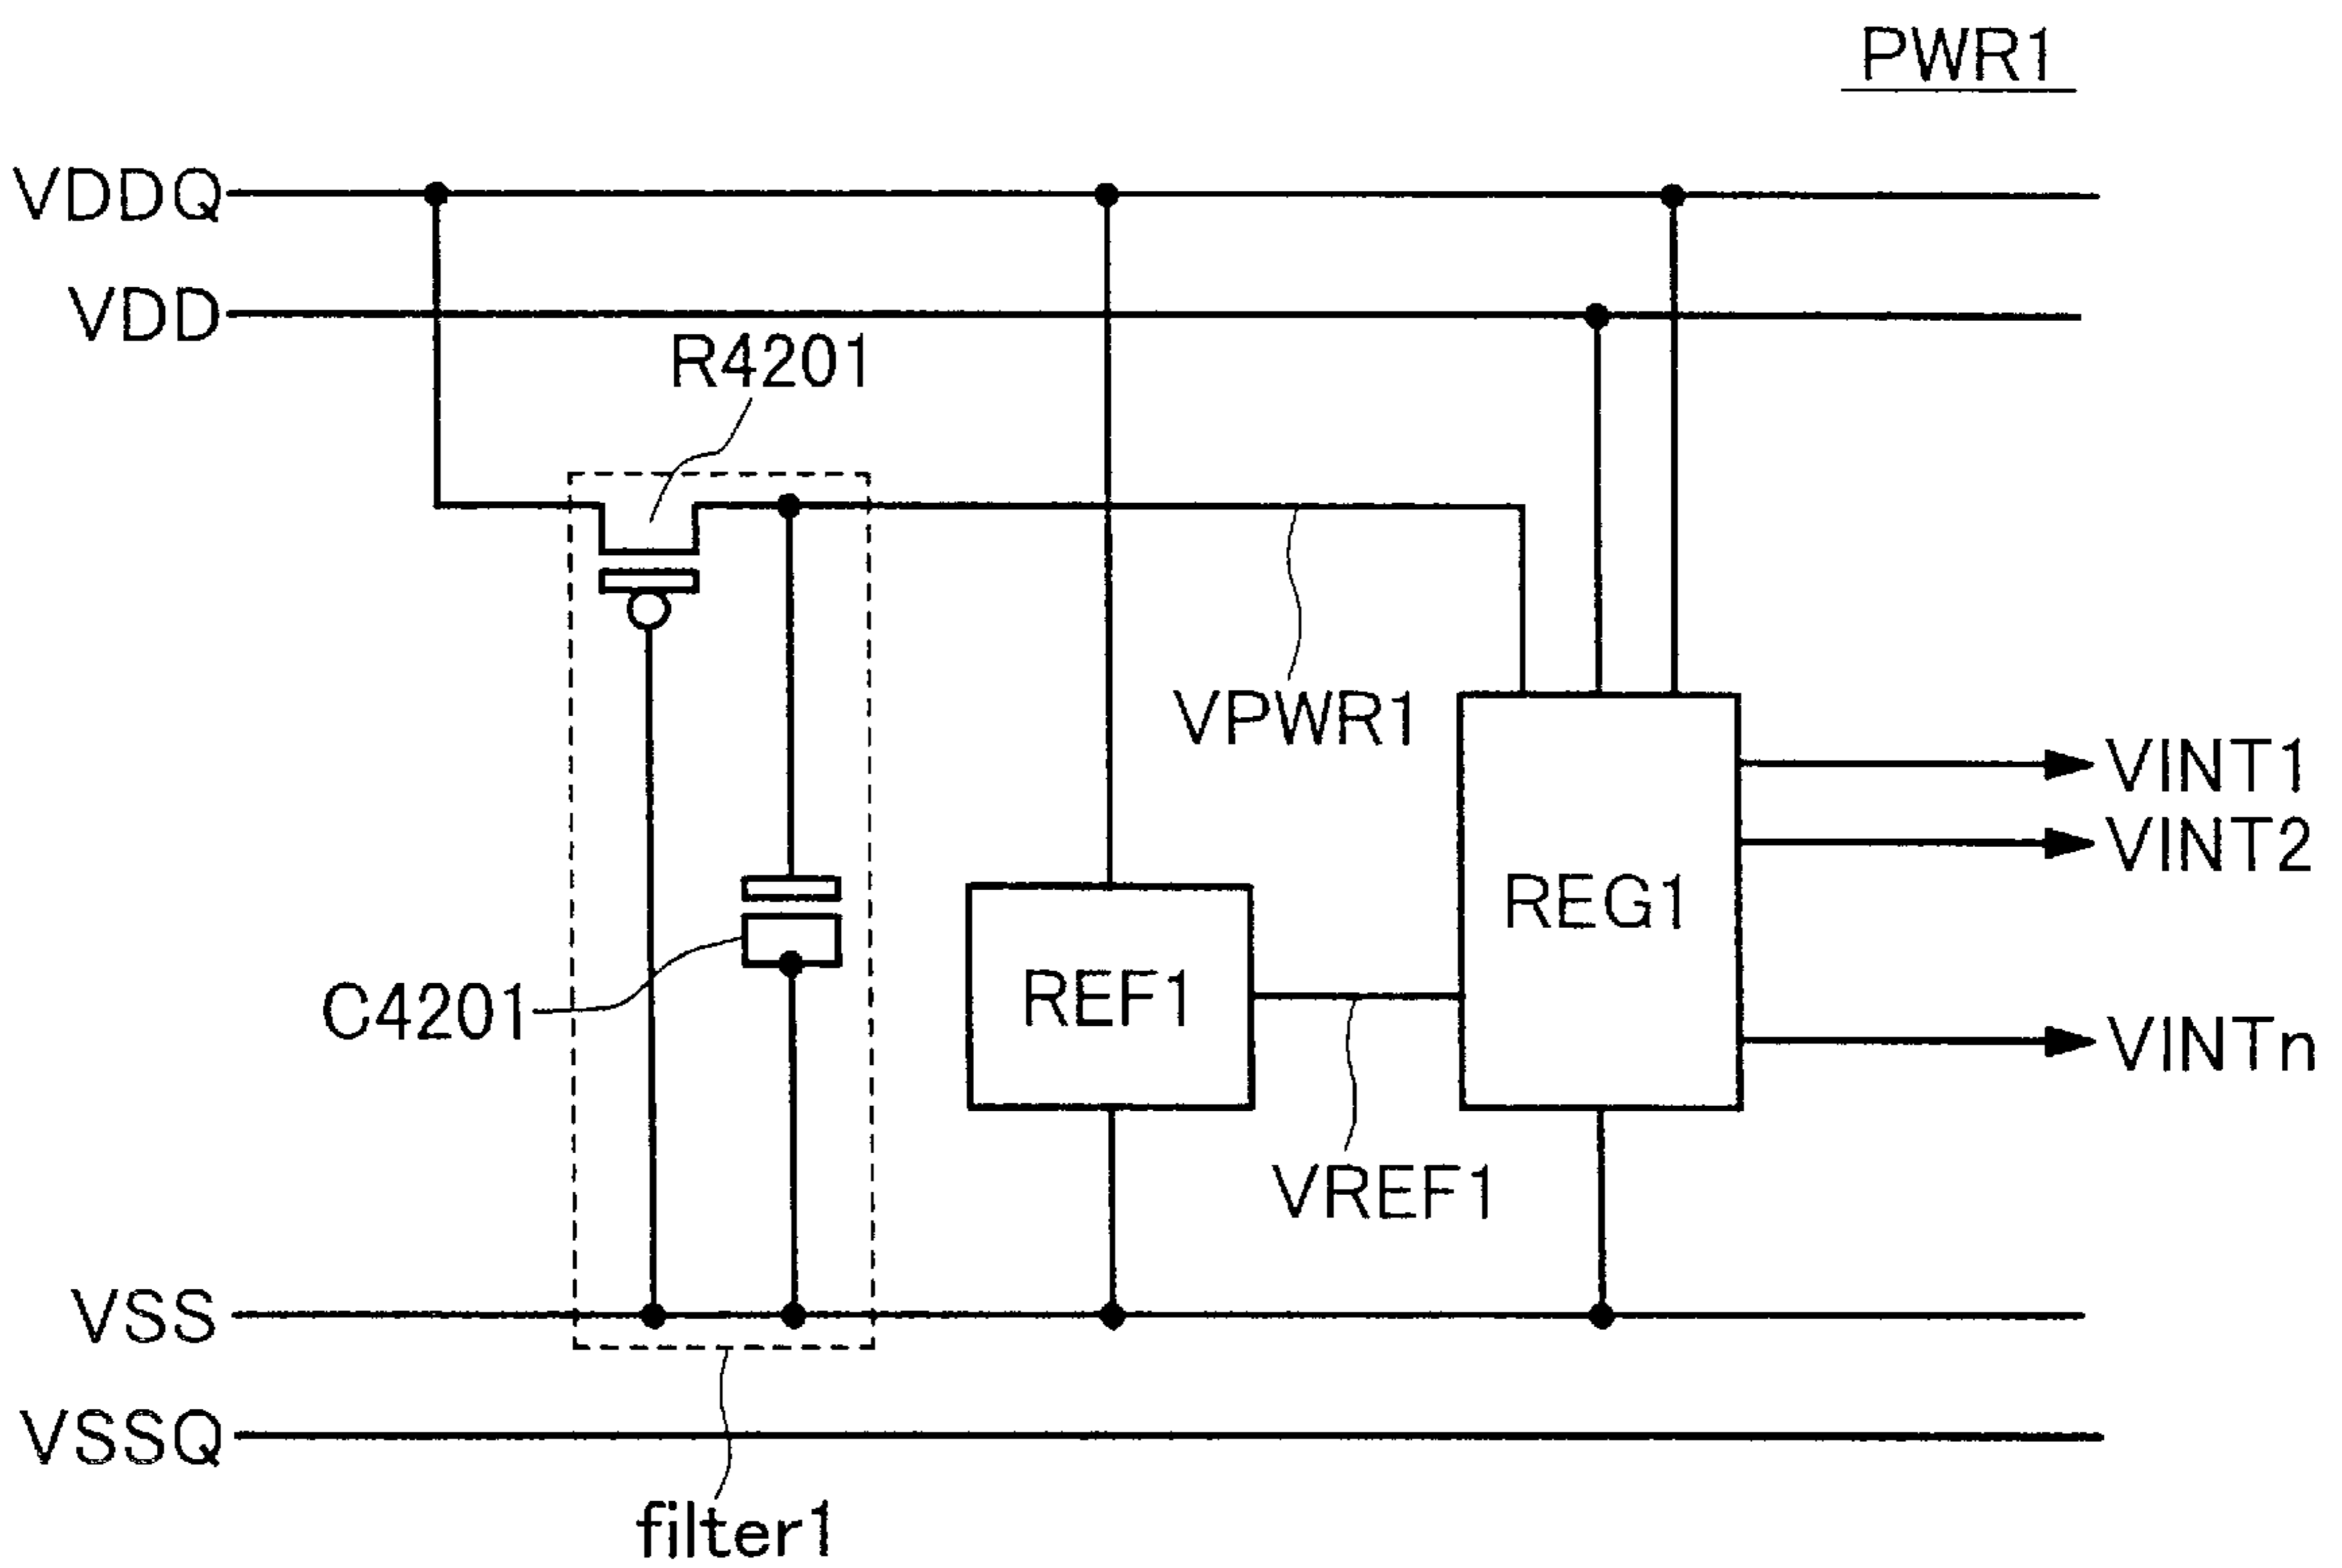 PWR1
VDDQ
VDD
R4201
VPWR1
VINT1
VINT2
REG1
REF1
C4201
VINTn
VREF1
VSS
VSSQ
filter1